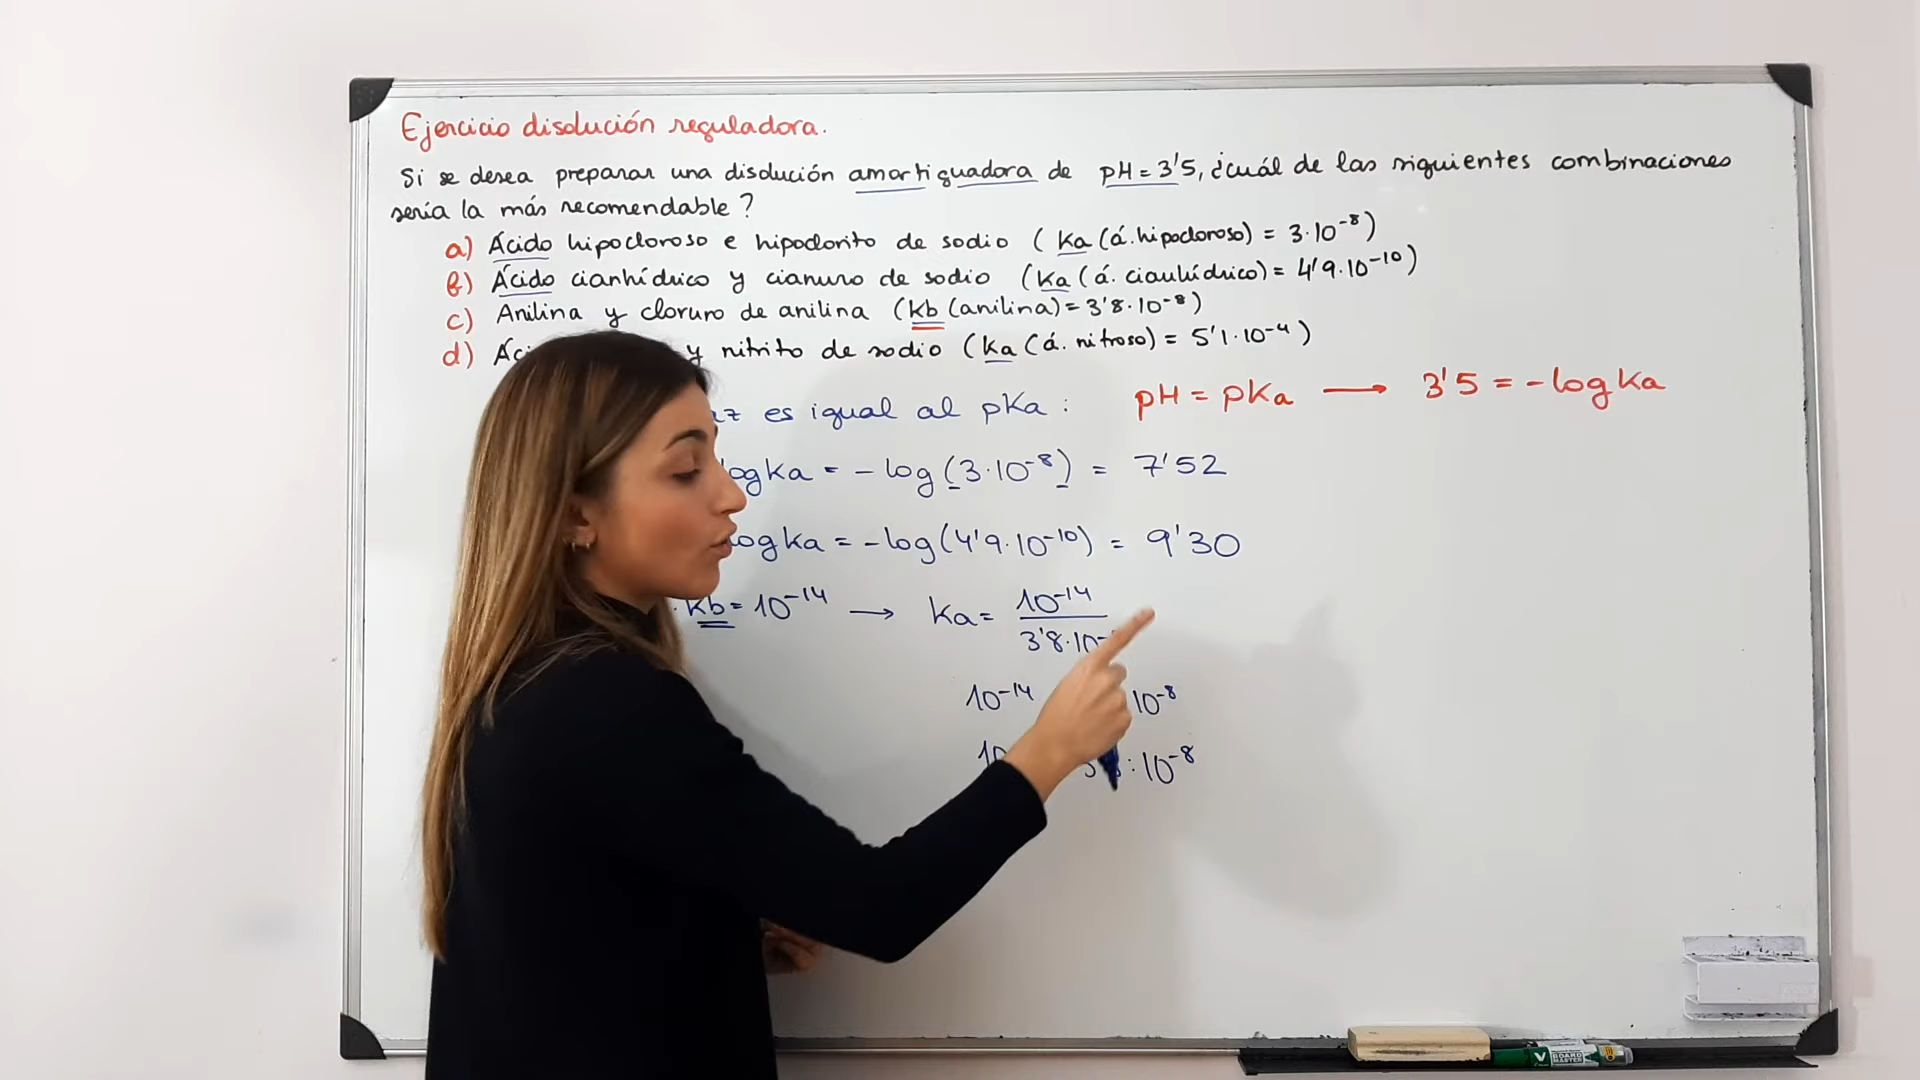 Ejercicio disolución reguladora.
Si se desea preparar una disolución amortiguadora de pH = 3'5, ¿cuál de las siguientes combinaciones
sería la más recomendable?
a) Ácido hipocloroso e hipoclorito de sodio (Ka (á. hipocloroso) = 3·10⁻⁸)
b) Ácido cianhídrico y cianuro de sodio (Ka (á. cianhídrico) = 4'9·10⁻¹⁰)
c) Anilina y cloruro de anilina (Kb (anilina) = 3'8·10⁻⁸)
d) y nitrito de sodio (Ka (á. nitroso) = 5'1·10⁻⁴)
es igual al pKa : pH = pKa → 3'5 = -log Ka
log Ka = -log (3·10⁻⁸) = 7'52
log Ka = -log (4'9·10⁻¹⁰) = 9'30
· Kb = 10⁻¹⁴ → Ka = 10⁻¹⁴
3'8·10⁻
10⁻¹⁴ 10⁻⁸
: 10⁻⁸
V BOARD MASTER